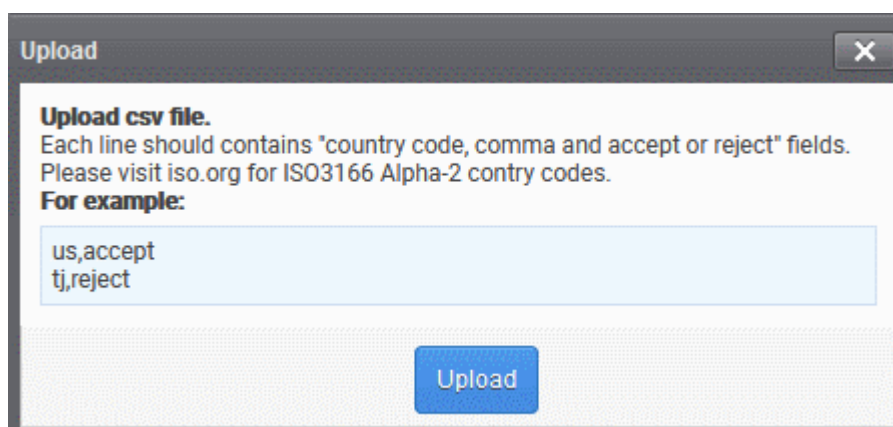 Upload
Upload csv file.
Each line should contains "country code, comma and accept or reject" fields.
Please visit iso.org for ISO3166 Alpha-2 contry codes.
For example:
us,accept
tj,reject
Upload